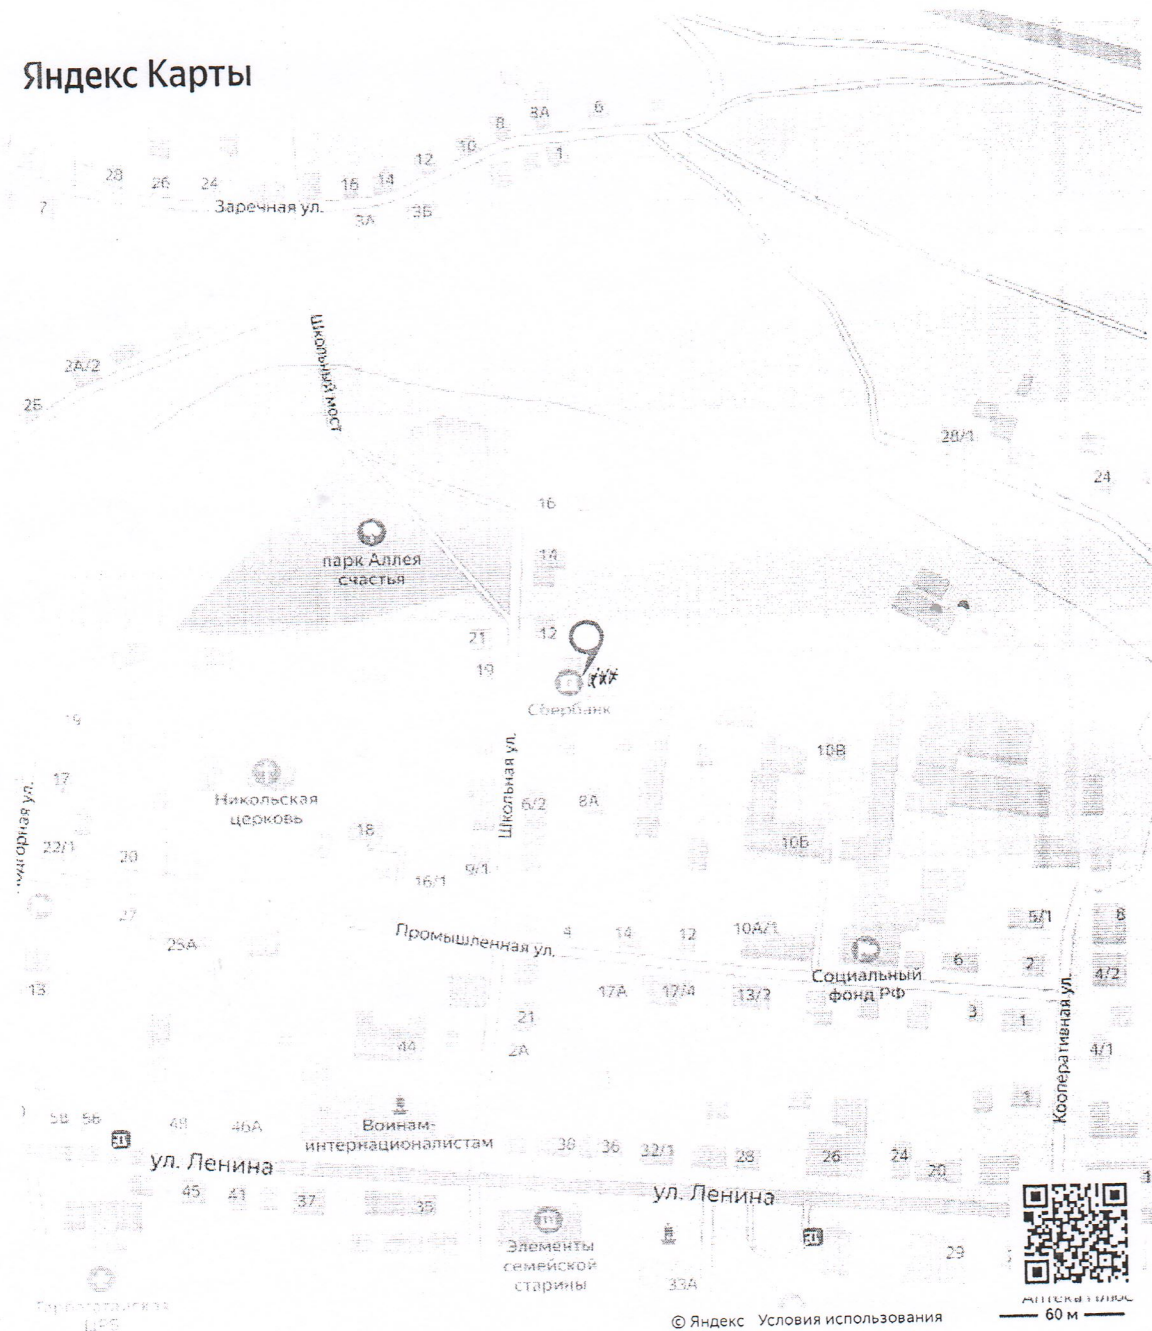 Яндекс Карты
6
8А
8
1
10
12
28
26
24
16
14
7
Заречная ул.
3А
3Б
Школьный мост
2А/2
2Б
28/1
24
16
парк Аллея
счастья
14
21
12
19
Сбербанк
19
17
Школьная ул.
10В
Никольская
церковь
6/2
8А
18
22/1
20
10Б
9/1
16/1
27
25А
Промышленная ул.
4
14
12
10А/1
5/1
8
6
2
4/2
Социальный
фонд РФ
13
17А
17/4
13/2
3
1
21
44
2А
4/1
Кооперативная ул.
1
58
56
48
46А
Воинам-
интернационалистам
38
36
32/1
28
26
24
20
ул. Ленина
ул. Ленина
45
41
37
35
Элементы
семейской
старины
33А
29
Аптека Плюс
© Яндекс Условия использования
60 м